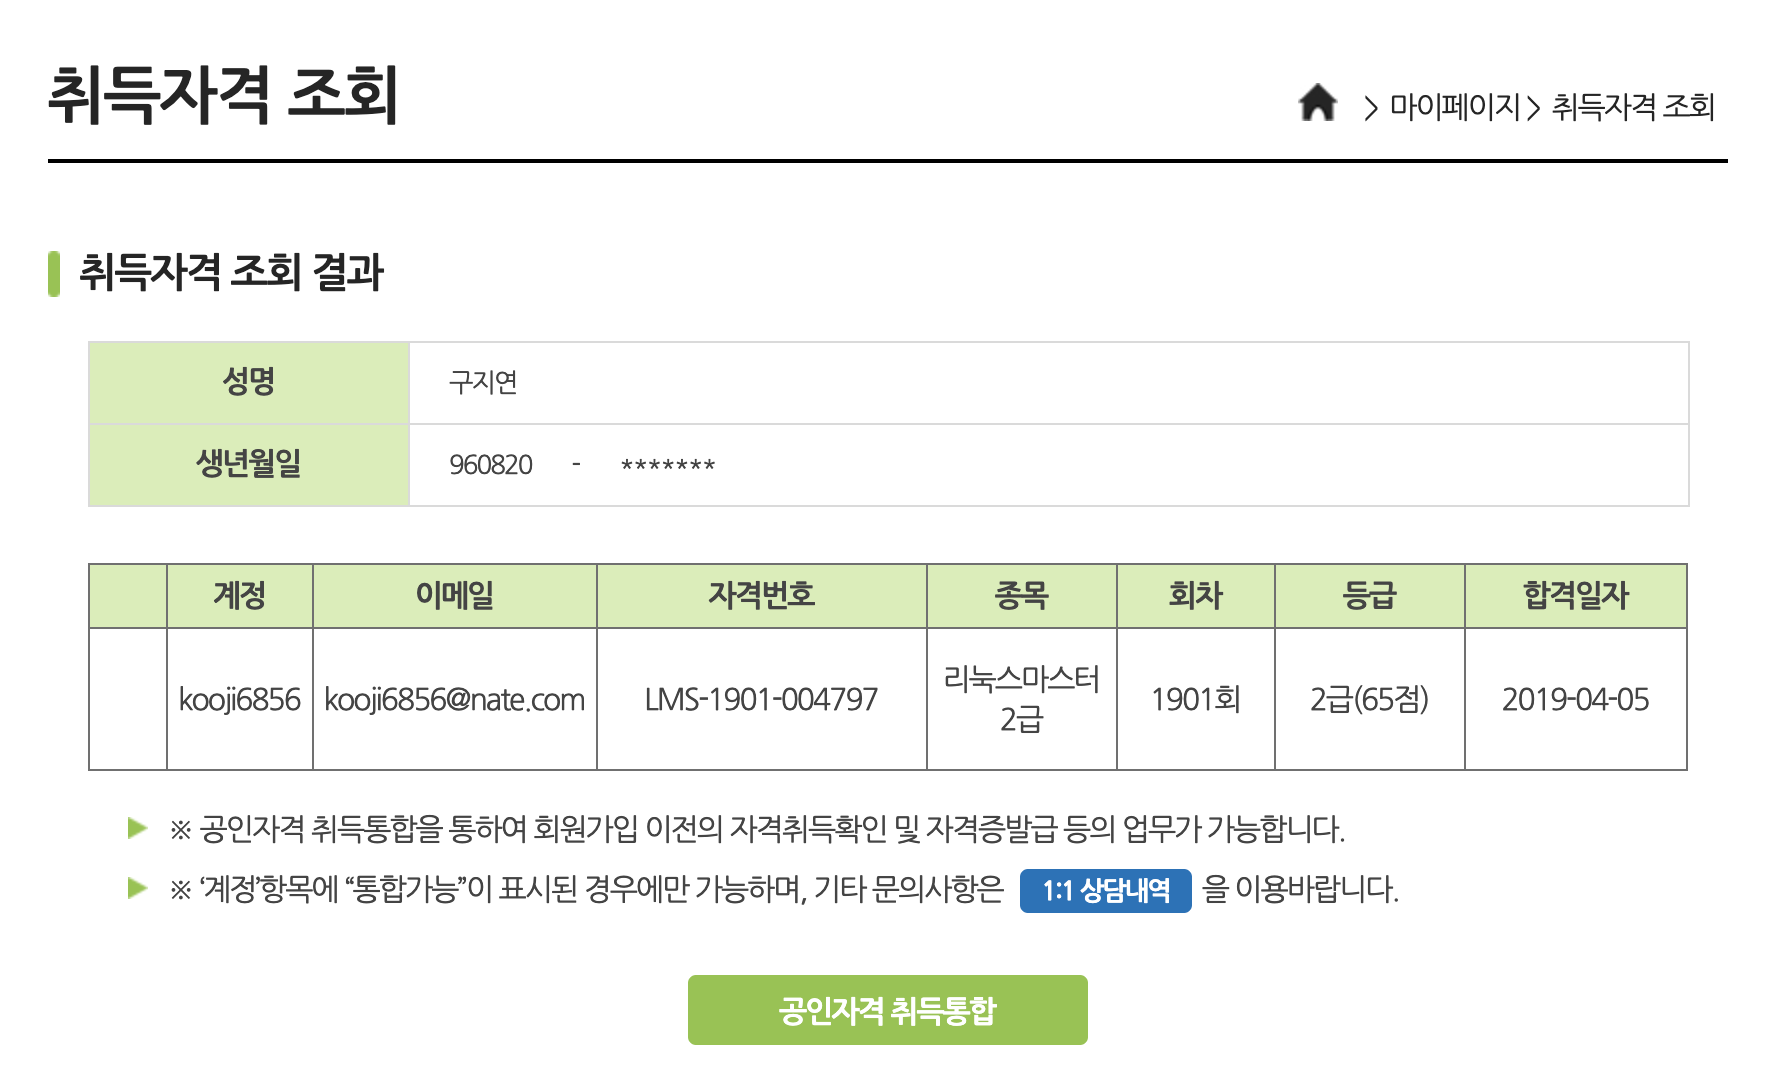 취득자격 조회
> 마이페이지 > 취득자격 조회
취득자격 조회 결과
성명 구지연
생년월일 960820 - *******
계정 이메일 자격번호 종목 회차 등급 합격일자
kooji6856 kooji6856@nate.com LMS-1901-004797 리눅스마스터 2급 1901회 2급(65점) 2019-04-05
※ 공인자격 취득통합을 통하여 회원가입 이전의 자격취득확인 및 자격증발급 등의 업무가 가능합니다.
※ ‘계정’항목에 “통합가능”이 표시된 경우에만 가능하며, 기타 문의사항은 1:1 상담내역 을 이용바랍니다.
공인자격 취득통합